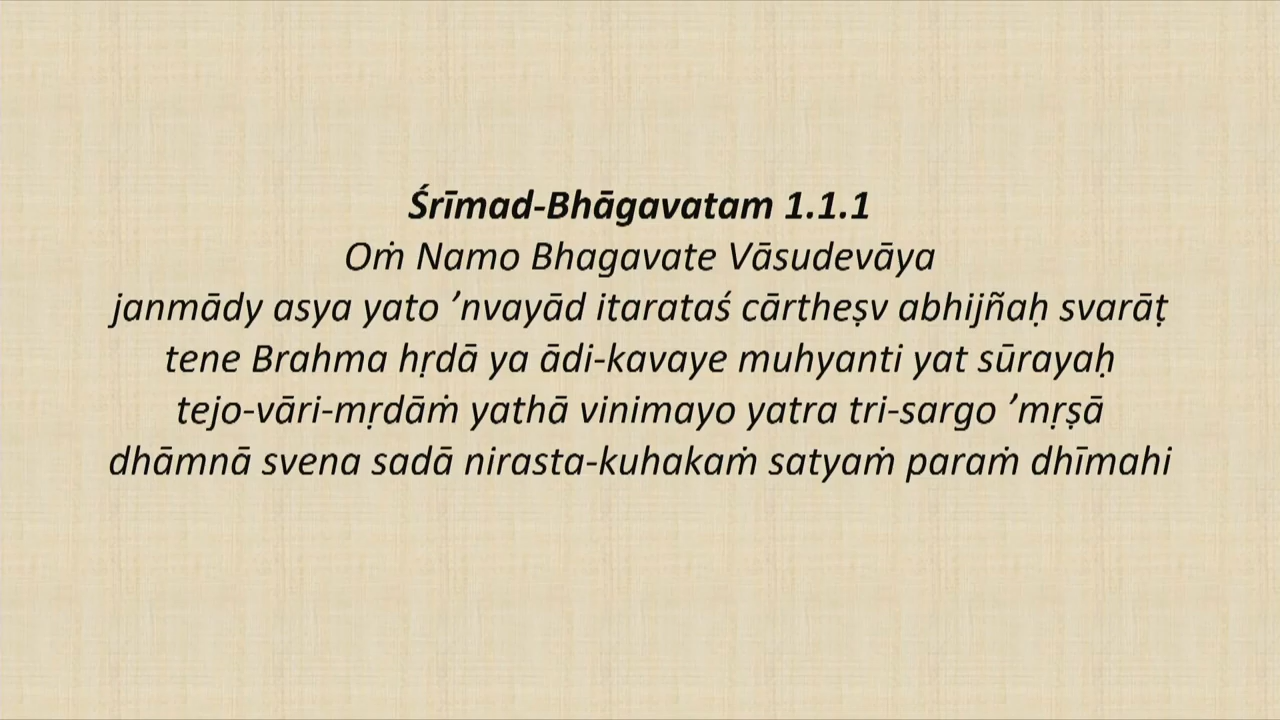 Śrīmad-Bhāgavatam 1.1.1
Oṁ Namo Bhagavate Vāsudevāya
janmādy asya yato ’nvayād itarataś cārtheṣv abhijñaḥ svarāṭ
tene Brahma hṛdā ya ādi-kavaye muhyanti yat sūrayaḥ
tejo-vāri-mṛdāṁ yathā vinimayo yatra tri-sargo ’mṛṣā
dhāmnā svena sadā nirasta-kuhakaṁ satyaṁ paraṁ dhīmahi